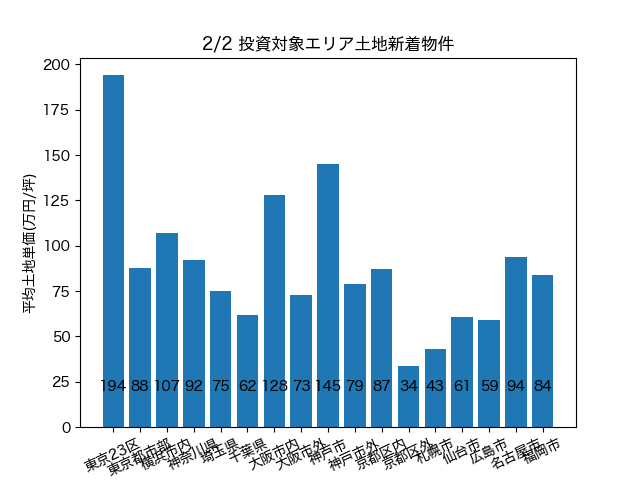 2/2 投資対象エリア土地新着物件
平均土地単価(万円/坪)
200
175
150
125
100
75
50
25
0
194 88 107 92 75 62 128 73 145 79 87 34 43 61 59 94 84
東京23区
東京都市部
横浜市内
神奈川県
埼玉県
千葉県
大阪市内
大阪市外
神戸市
神戸市外
京都区内
京都区外
札幌市
仙台市
広島市
名古屋市
福岡市